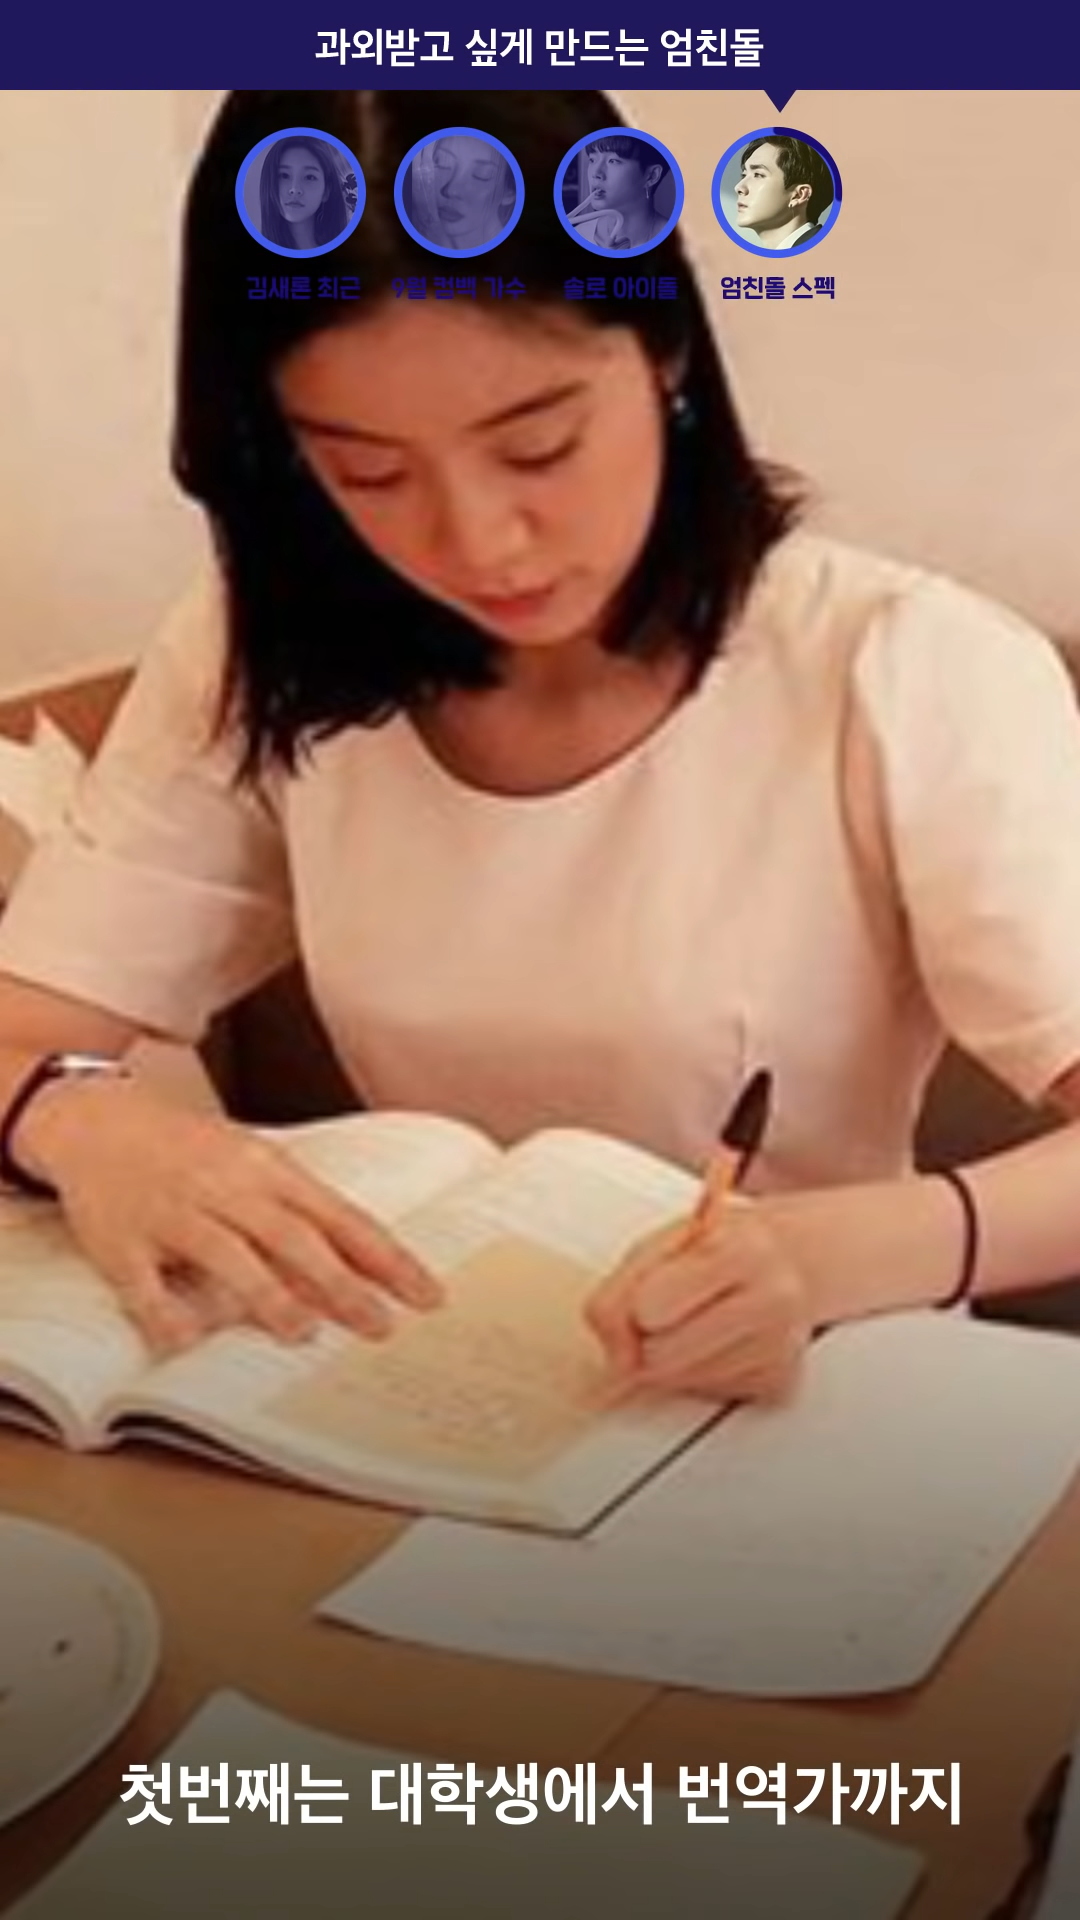 과외받고 싶게 만드는 엄친돌
김새론 최근
9월 컴백 가수
솔로 아이돌
엄친돌 스펙
첫번째는 대학생에서 번역가까지